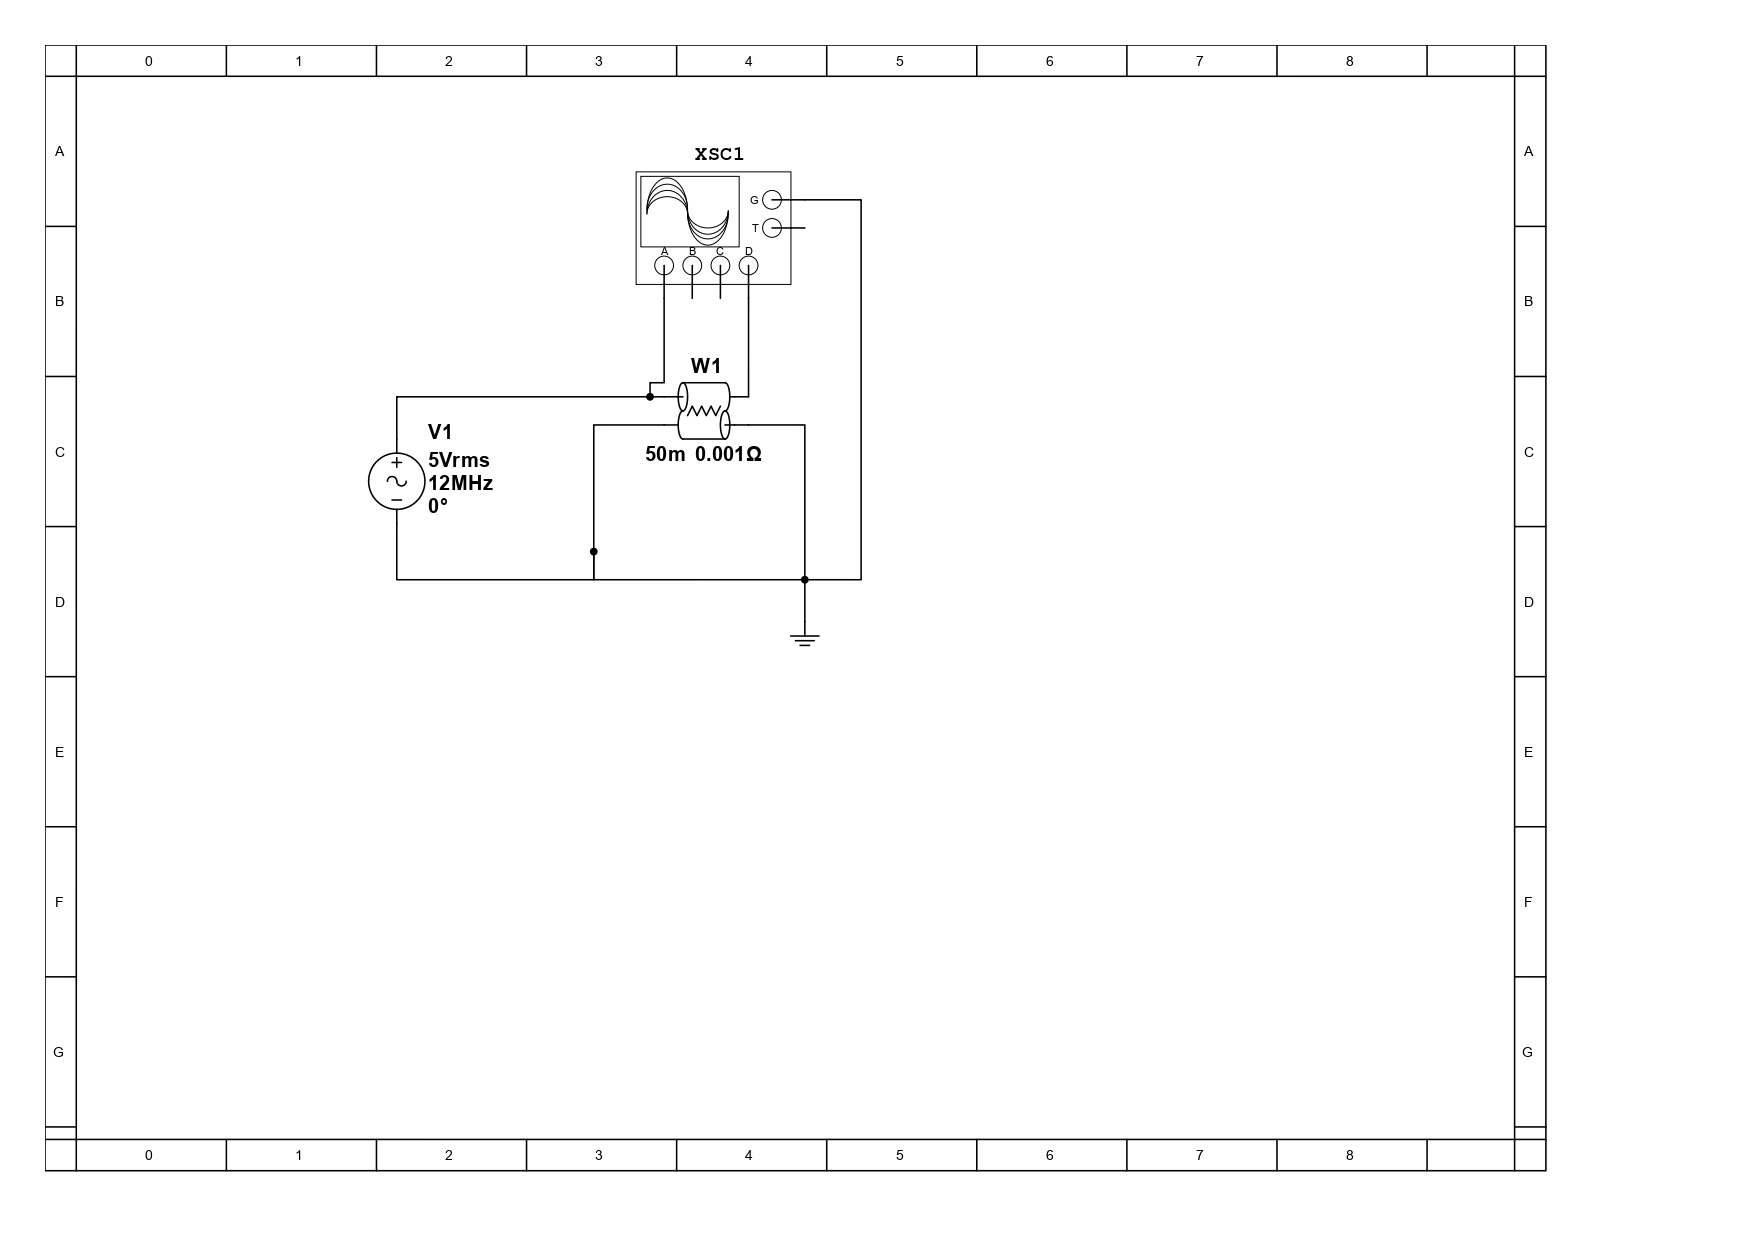 0 1 2 3 4 5 6 7 8
A A
XSC1
G
T
A B C D
B B
W1
C C
V1
5Vrms
12MHz
0°
50m 0.001Ω
D D
E E
F F
G G
0 1 2 3 4 5 6 7 8